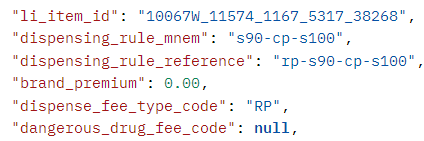 "li_item_id": "10067W_11574_1167_5317_38268",
"dispensing_rule_mnem": "s90-cp-s100",
"dispensing_rule_reference": "rp-s90-cp-s100",
"brand_premium": 0.00,
"dispense_fee_type_code": "RP",
"dangerous_drug_fee_code": null,